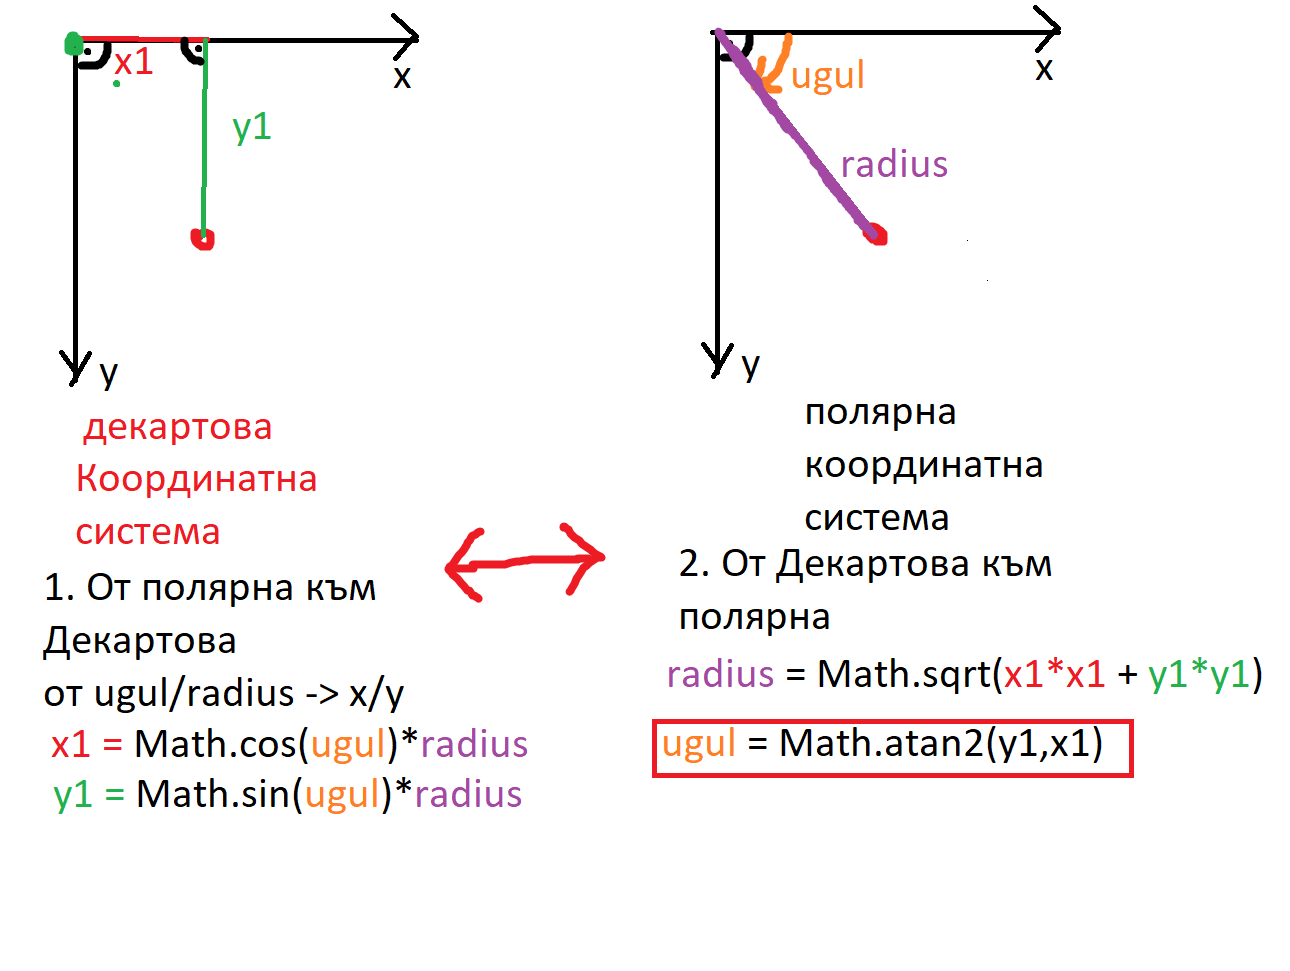 x1
x
y1
y
декартова
Координатна
система
1. От полярна към
Декартова
от ugul/radius -> x/y
x1 = Math.cos(ugul)*radius
y1 = Math.sin(ugul)*radius
ugul
x
radius
y
полярна
координатна
система
2. От Декартова към
полярна
radius = Math.sqrt(x1*x1 + y1*y1)
ugul = Math.atan2(y1,x1)